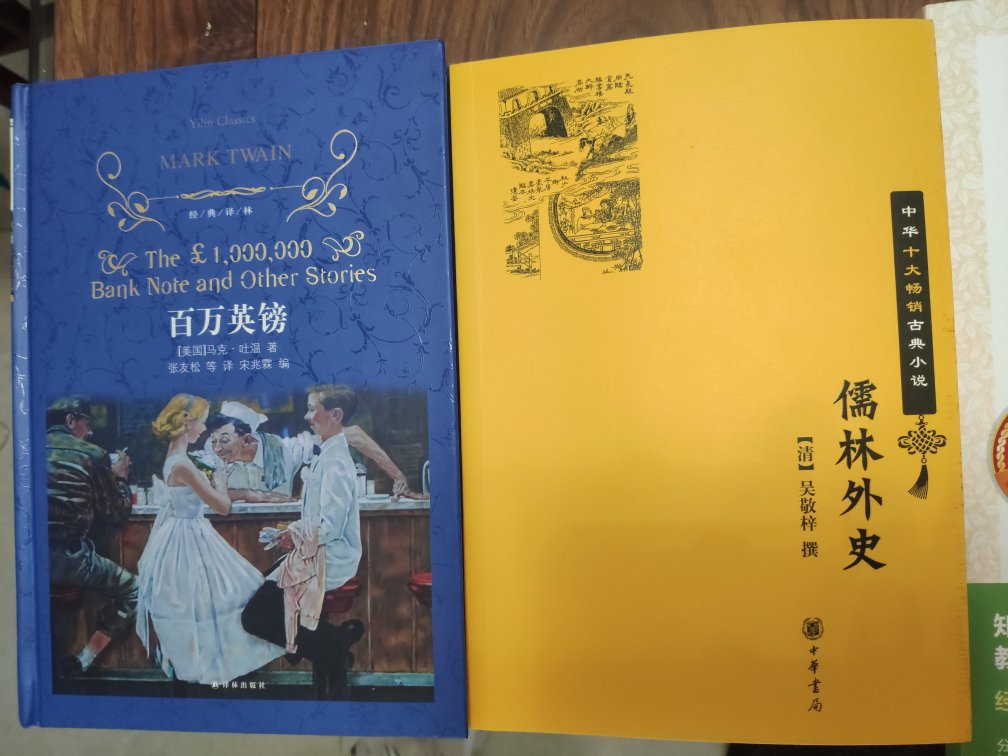 Yilin Classics
MARK TWAIN
经/典/译/林
The £1,000,000
Bank Note and Other Stories
百万英镑
[美国]马克·吐温 著
张友松 等 译 宋兆霖 编
译林出版社
中华十大畅销古典小说
儒林外史
【清】吴敬梓 撰
中华书局